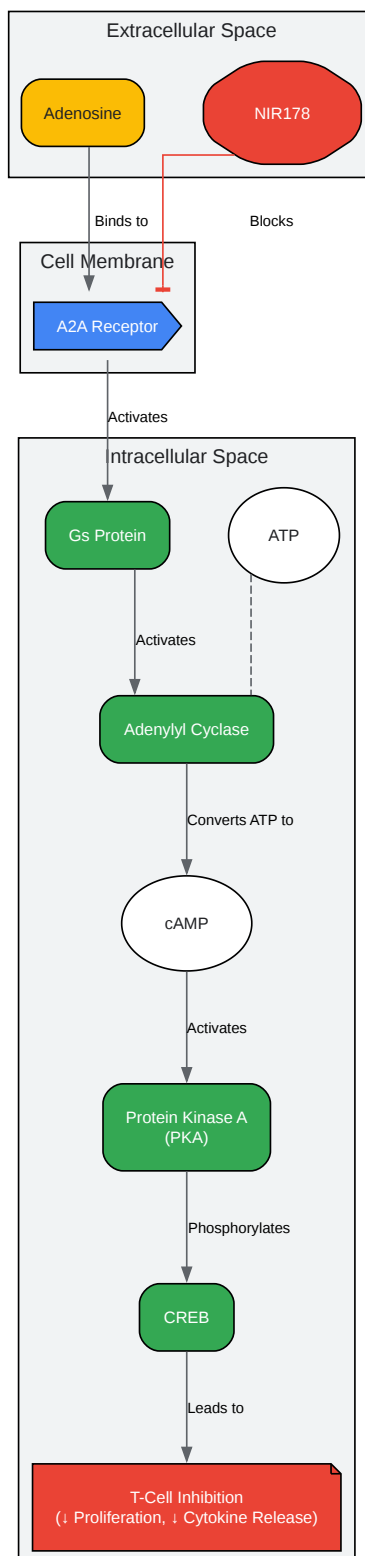 Extracellular Space
Adenosine
NIR178
Binds to
Blocks
Cell Membrane
A2A Receptor
Activates
Intracellular Space
Gs Protein
ATP
Activates
Adenylyl Cyclase
Converts ATP to
cAMP
Activates
Protein Kinase A
(PKA)
Phosphorylates
CREB
Leads to
T-Cell Inhibition
(↓ Proliferation, ↓ Cytokine Release)